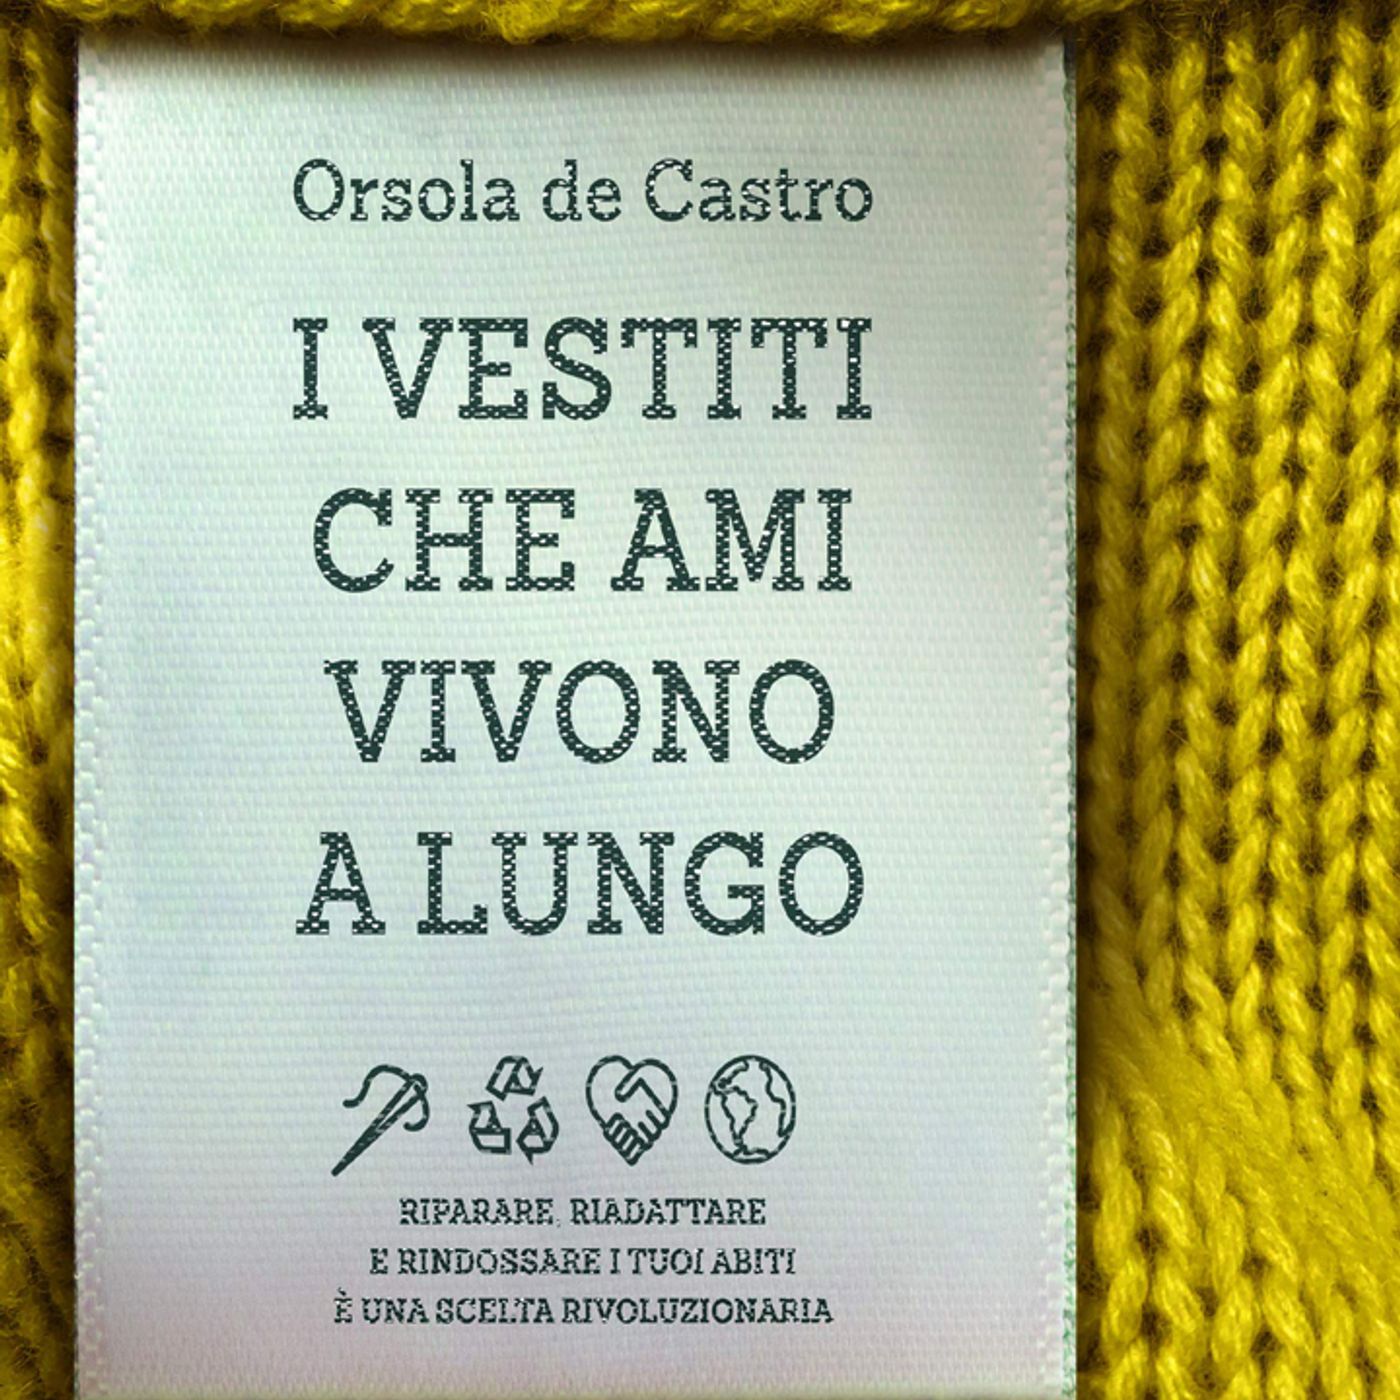 Orsola de Castro
I VESTITI
CHE AMI
VIVONO
A LUNGO
RIPARARE, RIADATTARE
E RINDOSSARE I TUOI ABITI
È UNA SCELTA RIVOLUZIONARIA